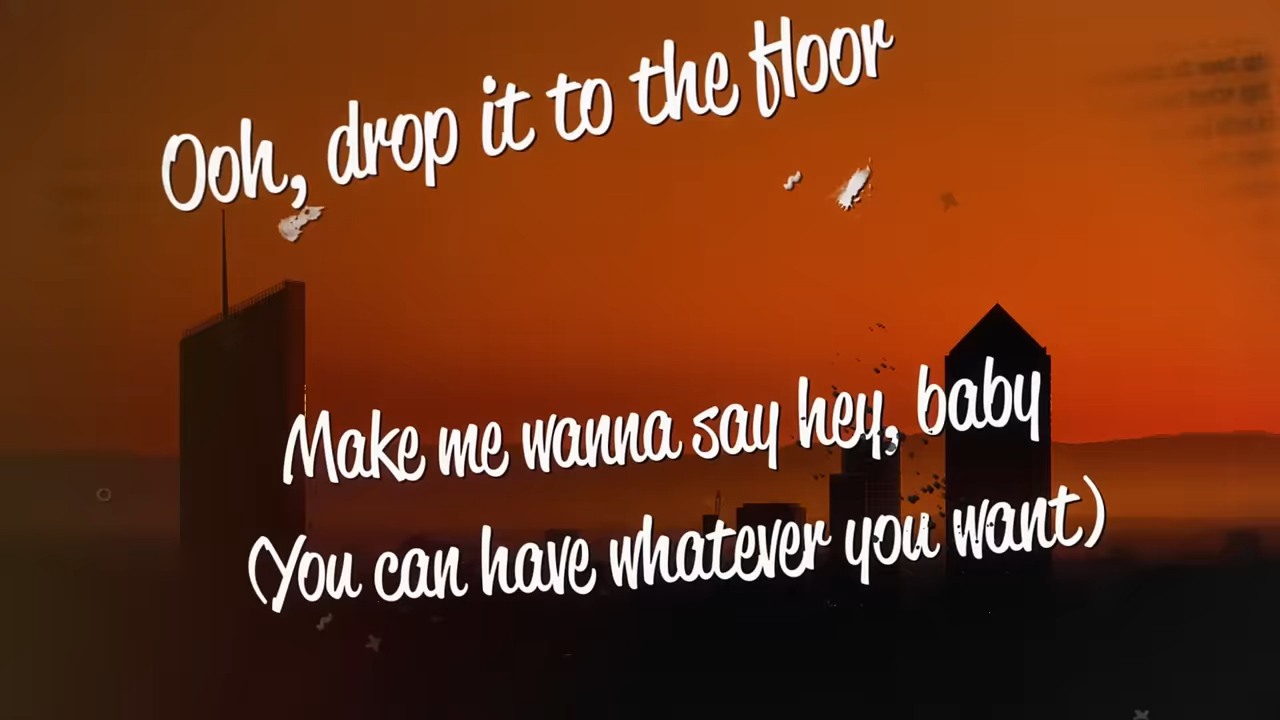 Ooh, drop it to the floor
Make me wanna say hey, baby
(You can have whatever you want)